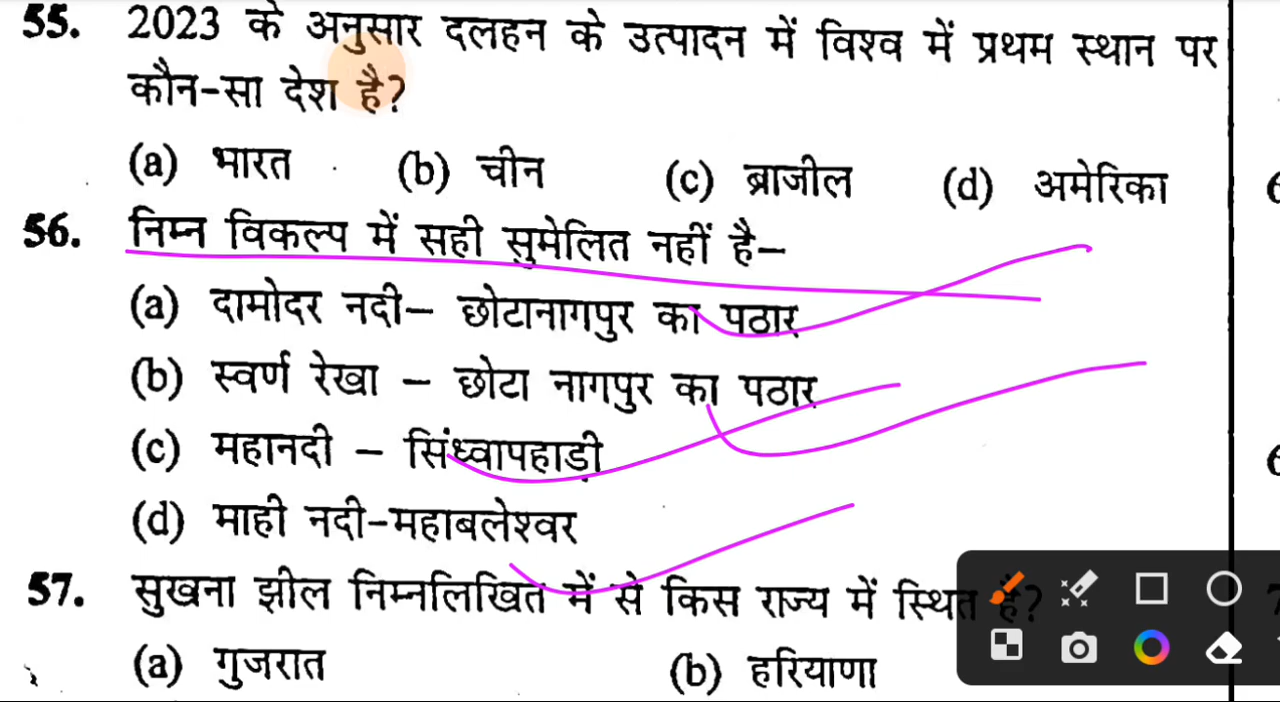 55. 2023 के अनुसार दलहन के उत्पादन में विश्व में प्रथम स्थान पर
कौन-सा देश है?
(a) भारत (b) चीन (c) ब्राजील (d) अमेरिका
56. निम्न विकल्प में सही सुमेलित नहीं है–
(a) दामोदर नदी– छोटानागपुर का पठार
(b) स्वर्ण रेखा – छोटा नागपुर का पठार
(c) महानदी – सिंध्वापहाडी
(d) माही नदी-महाबलेश्वर
57. सुखना झील निम्नलिखित में से किस राज्य में स्थित है?
(a) गुजरात (b) हरियाणा